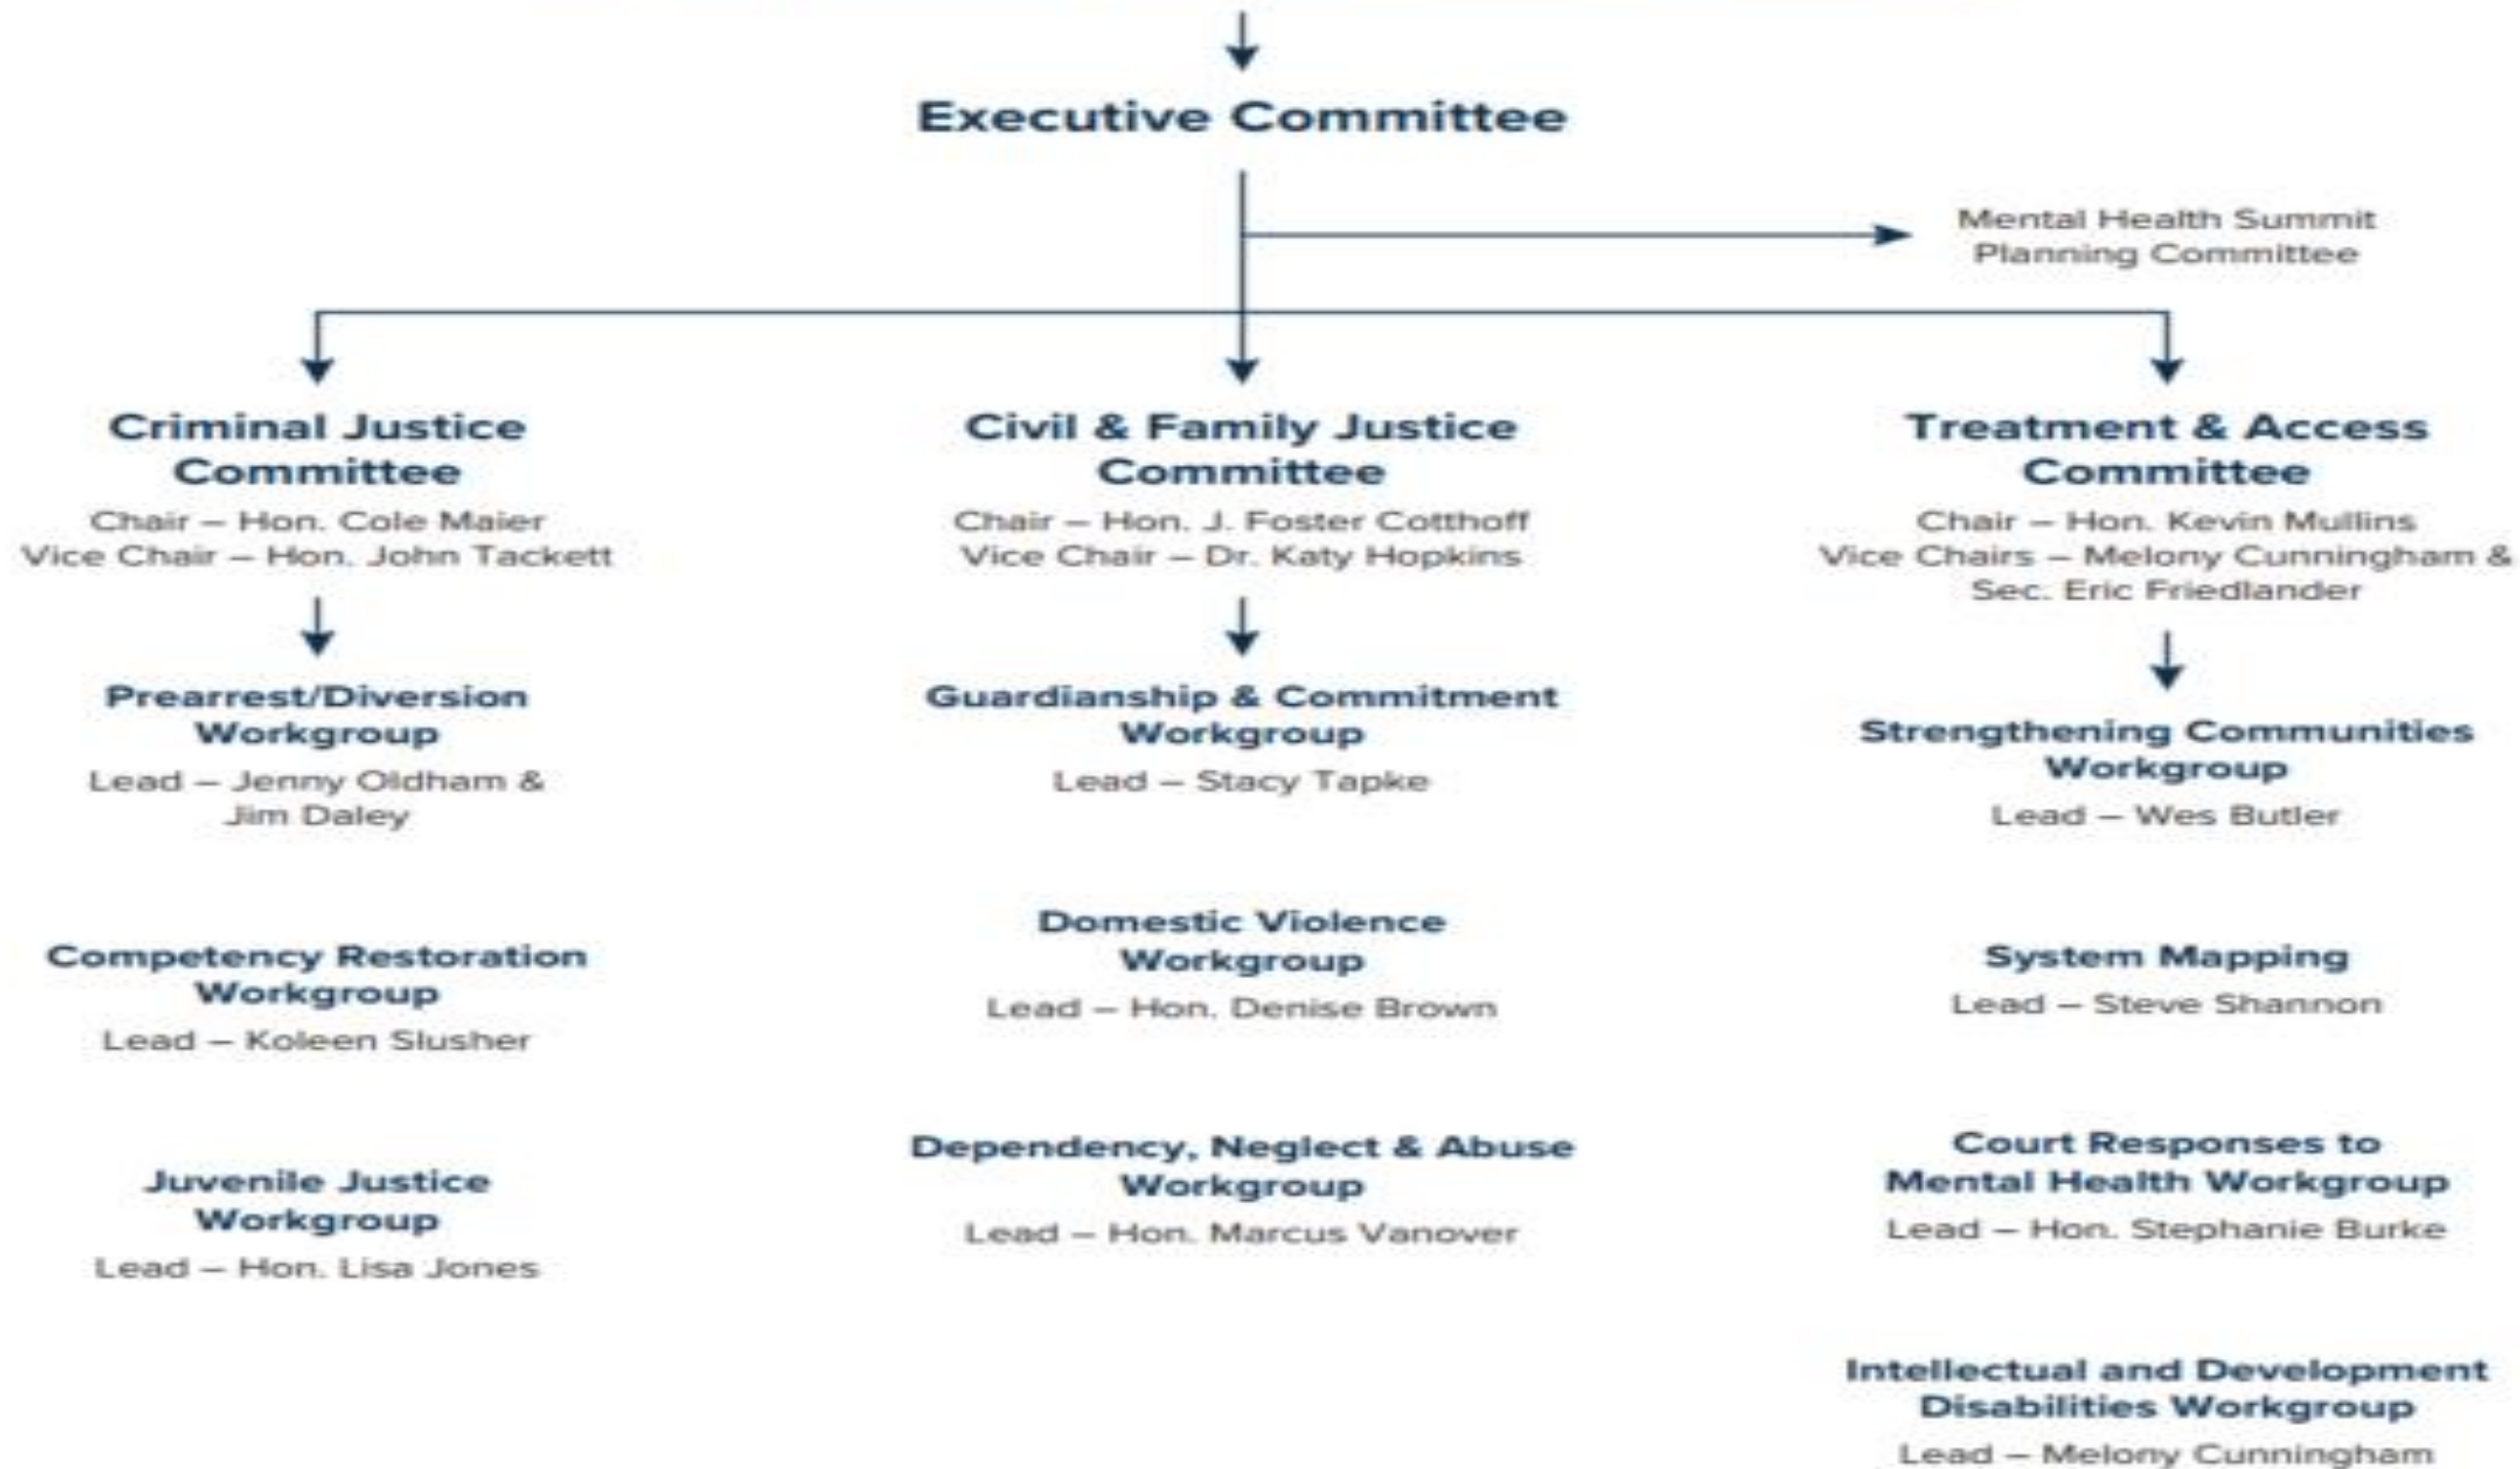 Executive Committee
Mental Health Summit
Planning Committee
Criminal Justice
Committee
Chair – Hon. Cole Maier
Vice Chair – Hon. John Tackett
Prearrest/Diversion
Workgroup
Lead – Jenny Oldham &
Jim Daley
Competency Restoration
Workgroup
Lead – Koleen Slusher
Juvenile Justice
Workgroup
Lead – Hon. Lisa Jones
Civil & Family Justice
Committee
Chair – Hon. J. Foster Cotthoff
Vice Chair – Dr. Katy Hopkins
Guardianship & Commitment
Workgroup
Lead – Stacy Tapke
Domestic Violence
Workgroup
Lead – Hon. Denise Brown
Dependency, Neglect & Abuse
Workgroup
Lead – Hon. Marcus Vanover
Treatment & Access
Committee
Chair – Hon. Kevin Mullins
Vice Chairs – Melony Cunningham &
Sec. Eric Friedlander
Strengthening Communities
Workgroup
Lead – Wes Butler
System Mapping
Lead – Steve Shannon
Court Responses to
Mental Health Workgroup
Lead – Hon. Stephanie Burke
Intellectual and Development
Disabilities Workgroup
Lead – Melony Cunningham